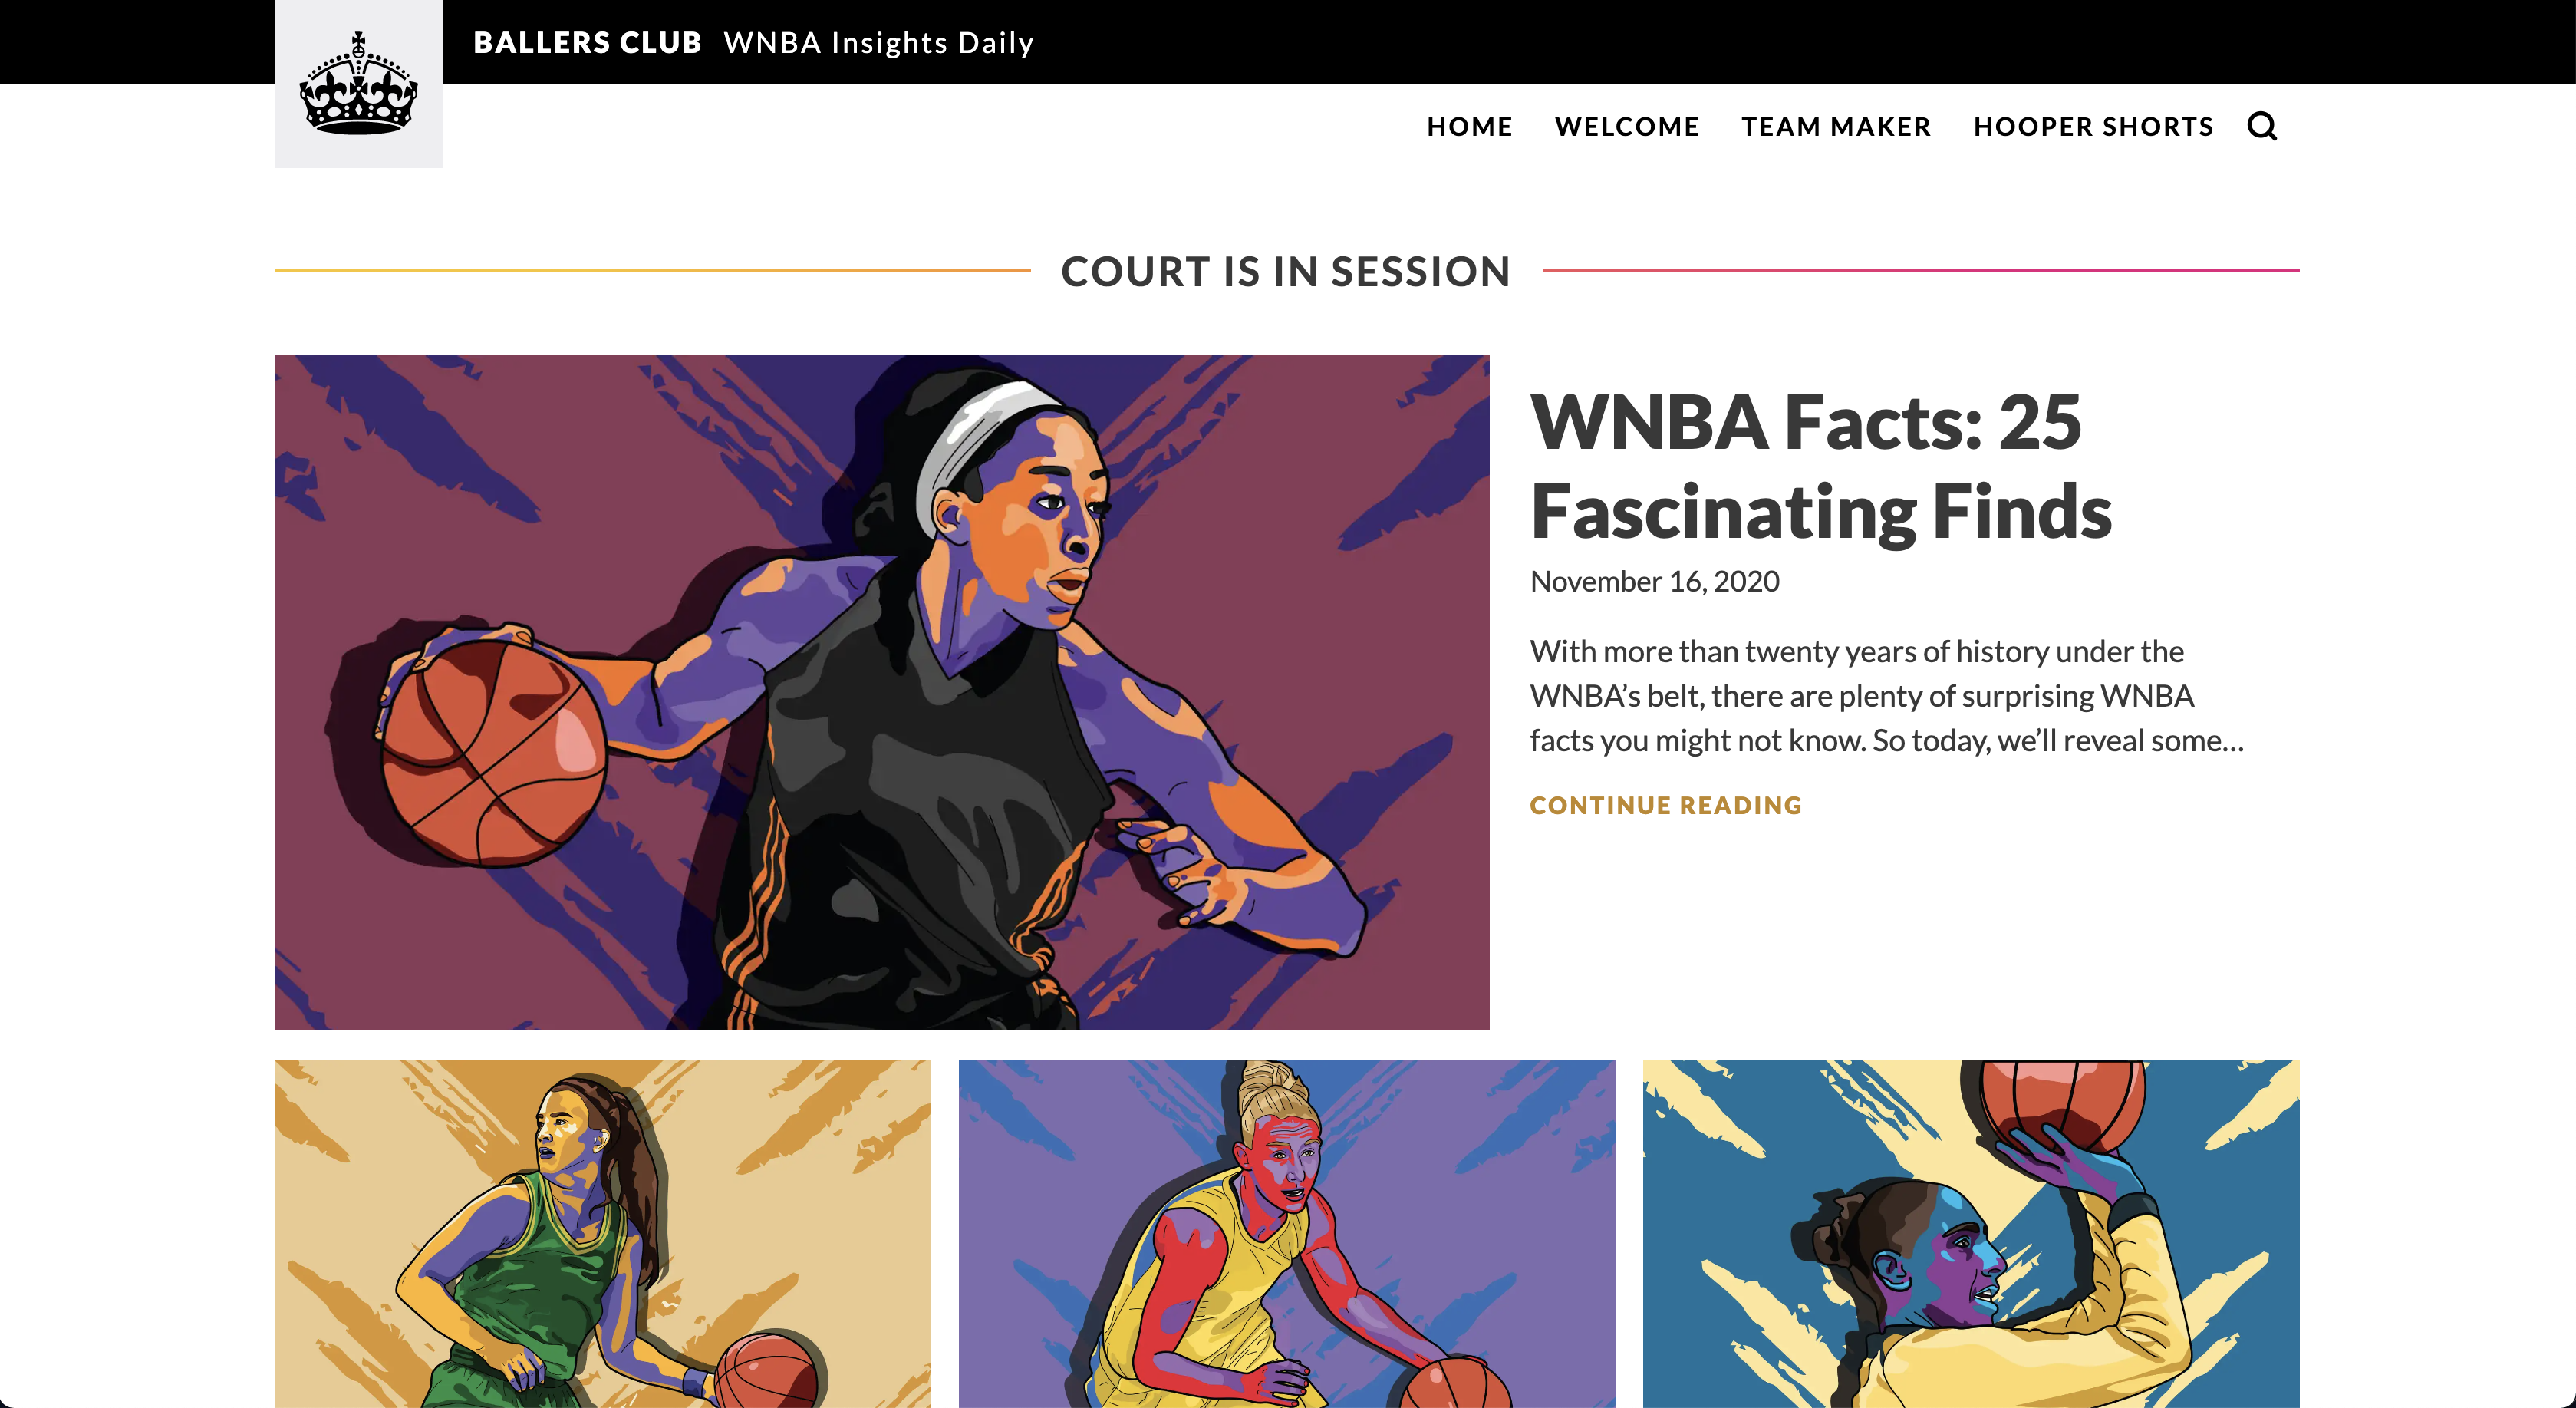 BALLERS CLUB WNBA Insights Daily
HOME WELCOME TEAM MAKER HOOPER SHORTS
COURT IS IN SESSION
WNBA Facts: 25
Fascinating Finds
November 16, 2020
With more than twenty years of history under the
WNBA’s belt, there are plenty of surprising WNBA
facts you might not know. So today, we’ll reveal some...
CONTINUE READING